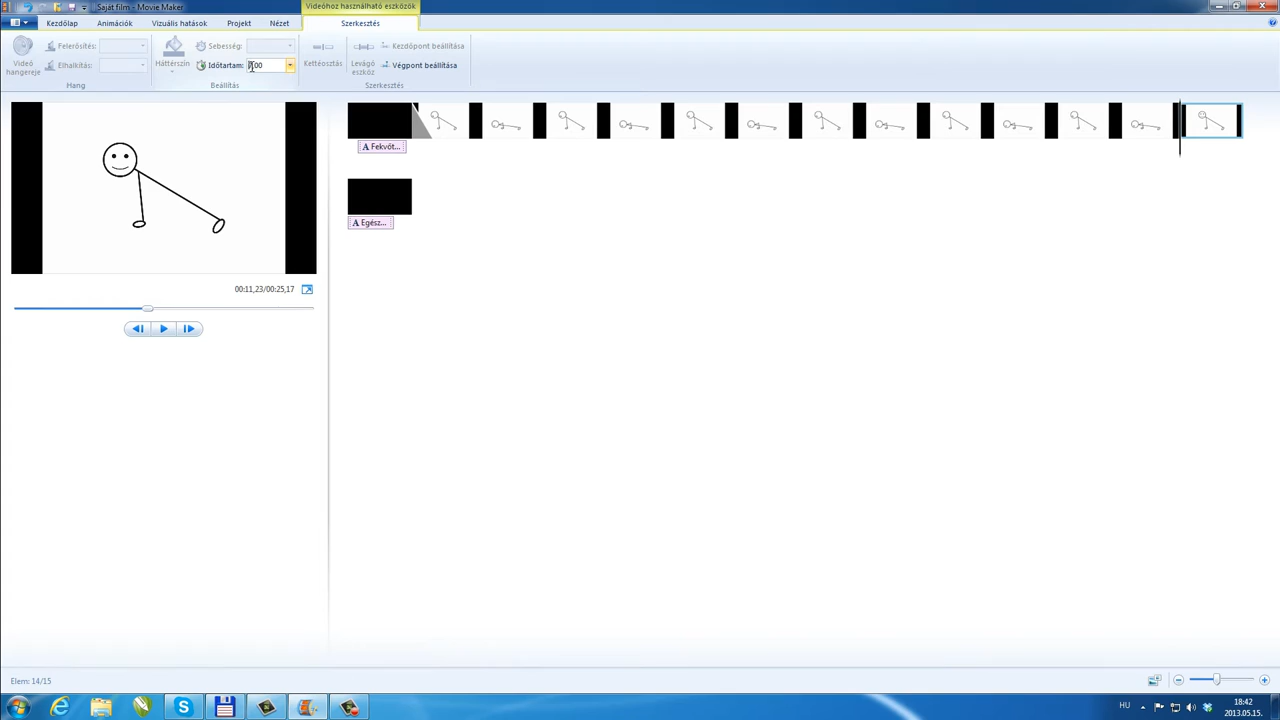 Saját film - Movie Maker
Videóhoz használható eszközök
Kezdőlap
Animációk
Vizuális hatások
Projekt
Nézet
Szerkesztés
Videó hangereje
Felerősítés:
Elhalkítás:
Hang
Háttérszín
Sebesség:
Időtartam:
Beállítás
Kettéosztás
Levágó eszköz
Kezdőpont beállítása
Végpont beállítása
Szerkesztés
A Fekvőt...
A Egész...
00:11,23/00:25,17
Elem: 14/15
HU
18:42
2013.05.15.